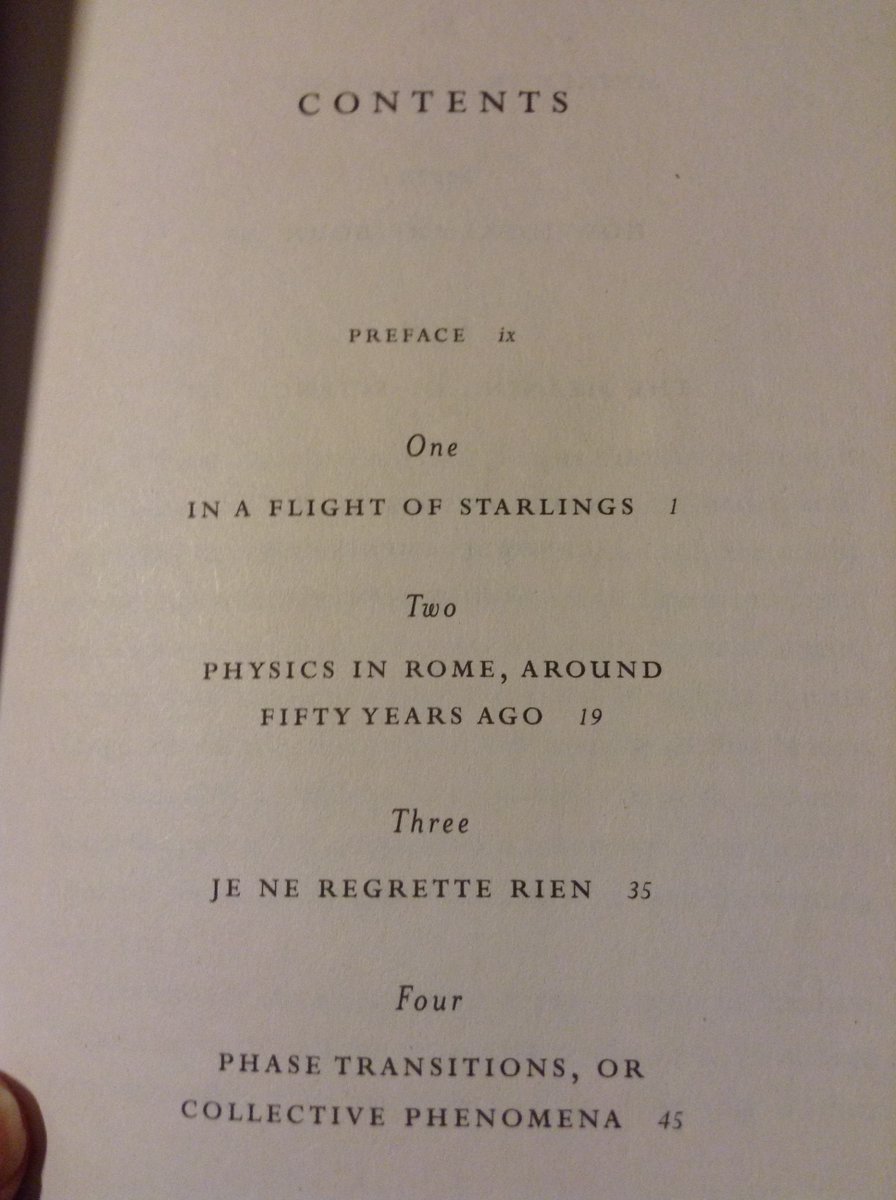 CONTENTS
PREFACE ix
One
IN A FLIGHT OF STARLINGS 1
Two
PHYSICS IN ROME, AROUND
FIFTY YEARS AGO 19
Three
JE NE REGRETTE RIEN 35
Four
PHASE TRANSITIONS, OR
COLLECTIVE PHENOMENA 45